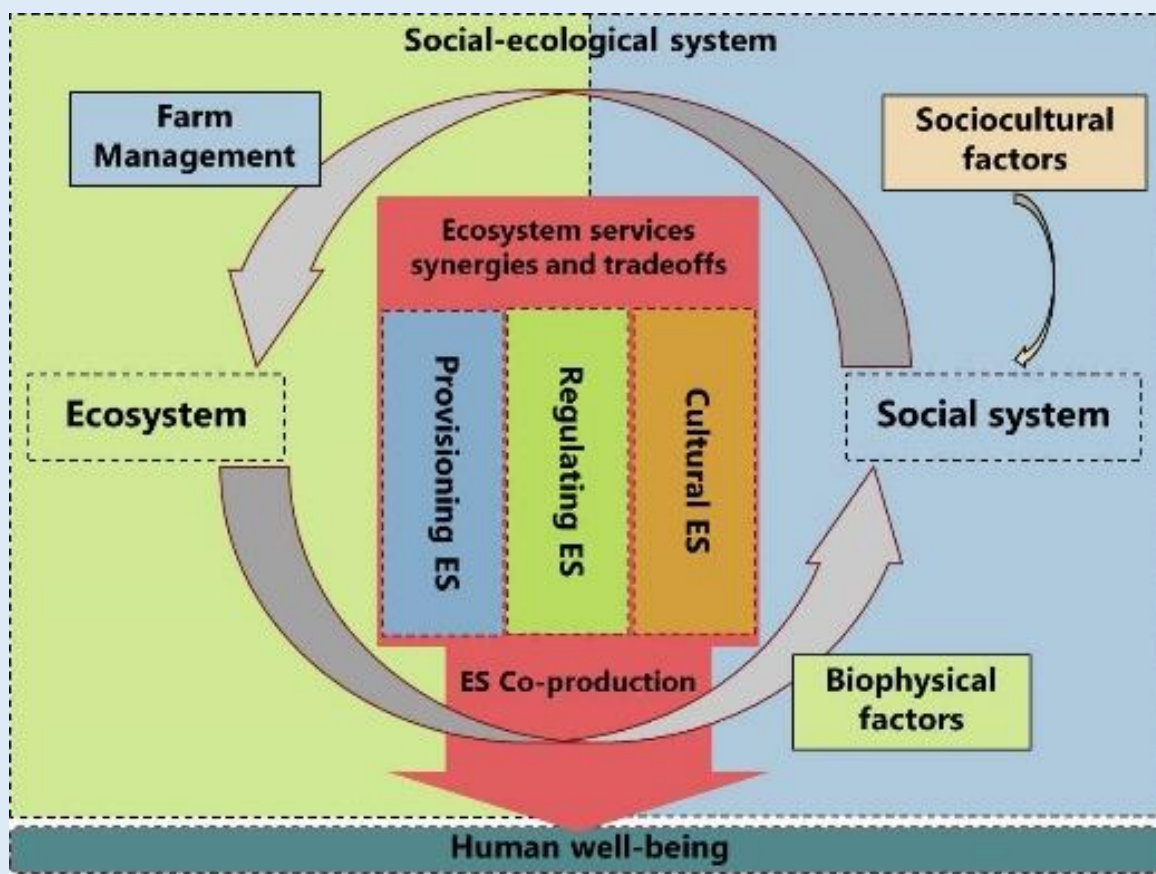 Social-ecological system
Farm
Management
Sociocultural
factors
Ecosystem services
synergies and tradeoffs
Ecosystem
Provisioning ES
Regulating ES
Cultural ES
Social system
ES Co-production
Biophysical
factors
Human well-being